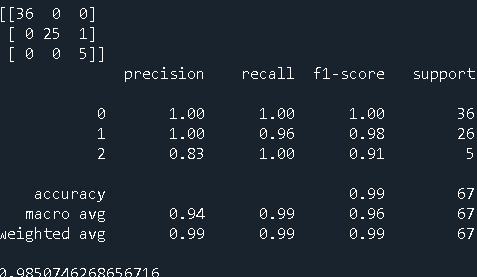 [[36 0 0]
[ 0 25 1]
[ 0 0 5]]
precision recall f1-score support
0 1.00 1.00 1.00 36
1 1.00 0.96 0.98 26
2 0.83 1.00 0.91 5
accuracy 0.99 67
macro avg 0.94 0.99 0.96 67
weighted avg 0.99 0.99 0.99 67
0.9850746268656716